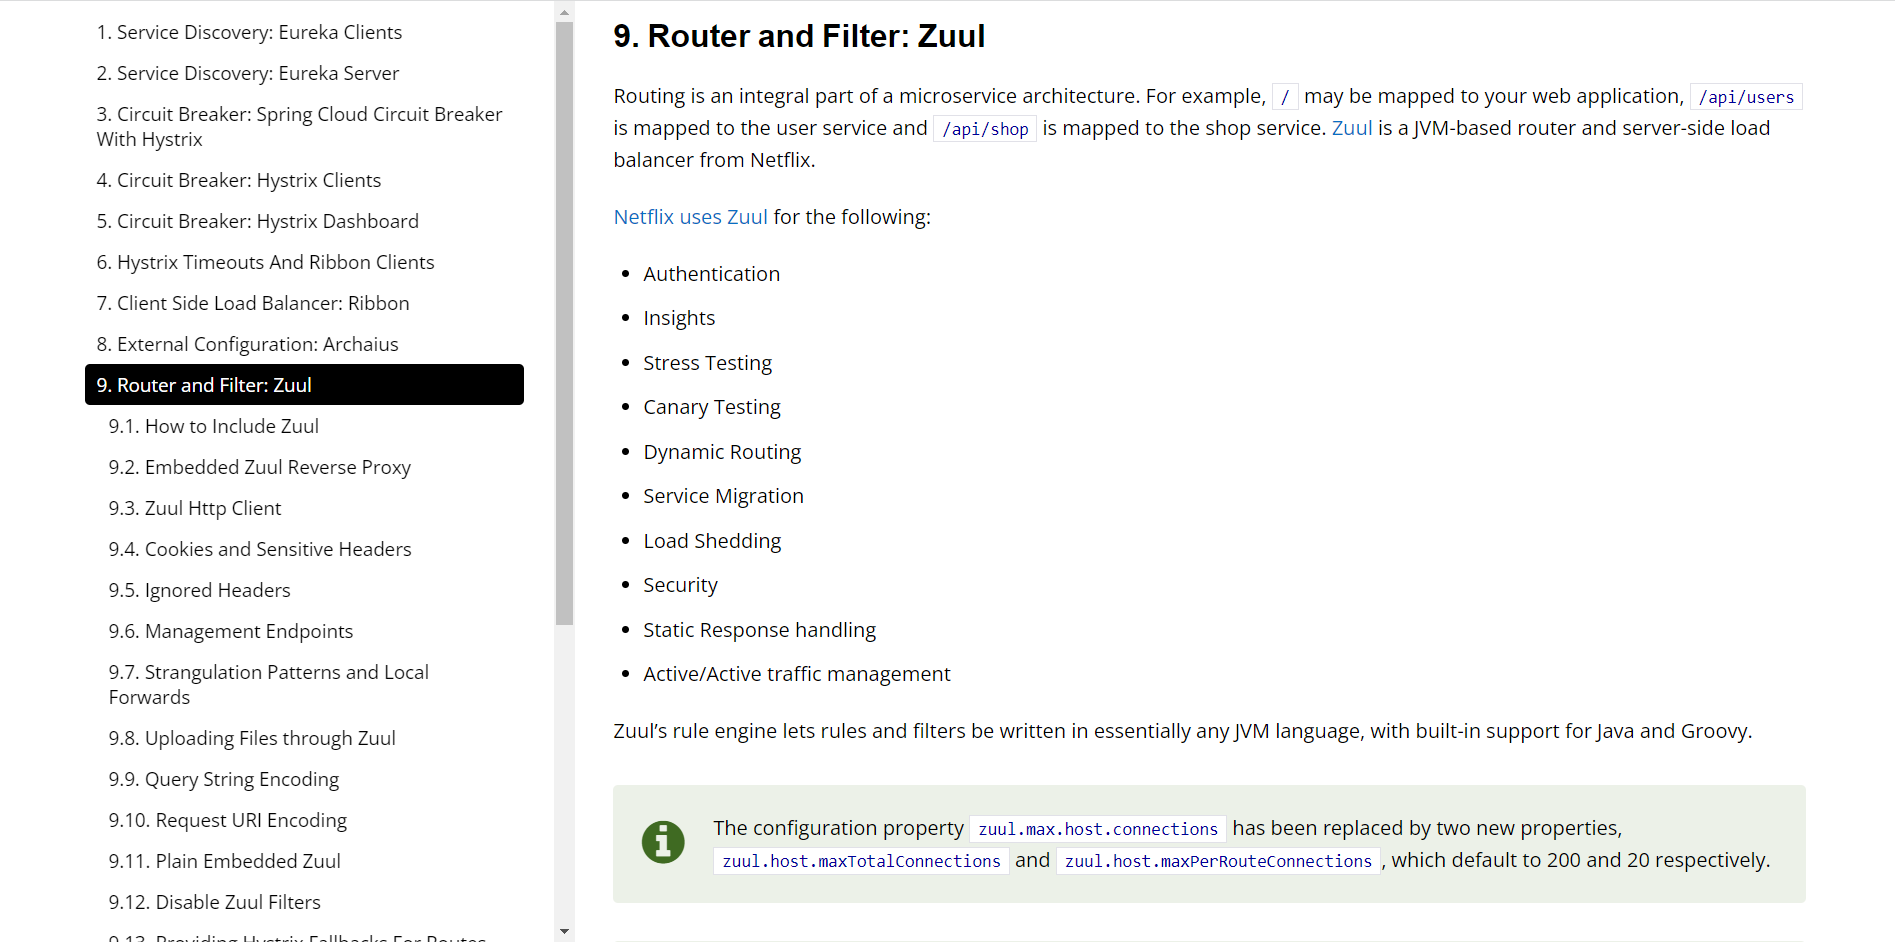 1. Service Discovery: Eureka Clients
2. Service Discovery: Eureka Server
3. Circuit Breaker: Spring Cloud Circuit Breaker
With Hystrix
4. Circuit Breaker: Hystrix Clients
5. Circuit Breaker: Hystrix Dashboard
6. Hystrix Timeouts And Ribbon Clients
7. Client Side Load Balancer: Ribbon
8. External Configuration: Archaius
9. Router and Filter: Zuul
9.1. How to Include Zuul
9.2. Embedded Zuul Reverse Proxy
9.3. Zuul Http Client
9.4. Cookies and Sensitive Headers
9.5. Ignored Headers
9.6. Management Endpoints
9.7. Strangulation Patterns and Local
Forwards
9.8. Uploading Files through Zuul
9.9. Query String Encoding
9.10. Request URI Encoding
9.11. Plain Embedded Zuul
9.12. Disable Zuul Filters
9.13. Providing Hystrix Fallbacks For Routes
9. Router and Filter: Zuul
Routing is an integral part of a microservice architecture. For example, / may be mapped to your web application, /api/users
is mapped to the user service and /api/shop is mapped to the shop service. Zuul is a JVM-based router and server-side load
balancer from Netflix.
Netflix uses Zuul for the following:
• Authentication
• Insights
• Stress Testing
• Canary Testing
• Dynamic Routing
• Service Migration
• Load Shedding
• Security
• Static Response handling
• Active/Active traffic management
Zuul’s rule engine lets rules and filters be written in essentially any JVM language, with built-in support for Java and Groovy.
The configuration property zuul.max.host.connections has been replaced by two new properties,
zuul.host.maxTotalConnections and zuul.host.maxPerRouteConnections, which default to 200 and 20 respectively.